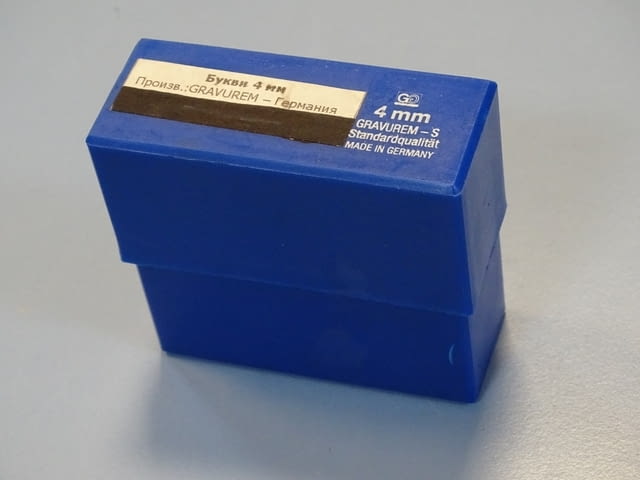 Букви 4 мм
Произв.:GRAVUREM – Германия
4 mm
GRAVUREM – S
Standardqualität
MADE IN GERMANY